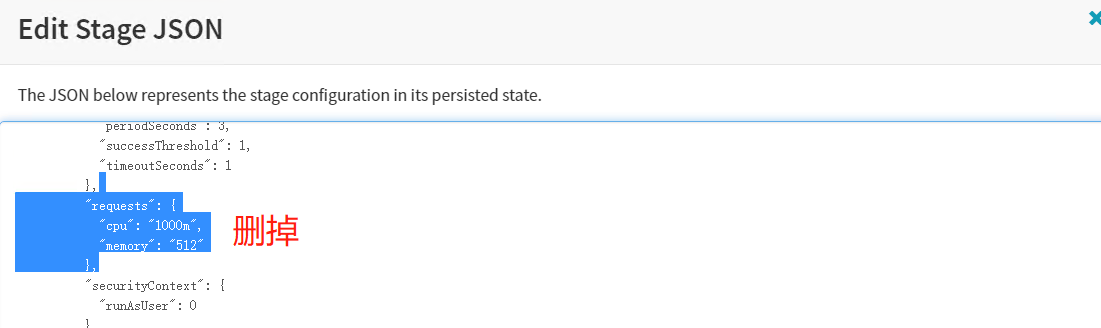 Edit Stage JSON
The JSON below represents the stage configuration in its persisted state.
periodSeconds": 3,
"successThreshold": 1,
"timeoutSeconds": 1
},
"requests": {
"cpu": "1000m",
"memory": "512"
},
删掉
"securityContext": {
"runAsUser": 0
}